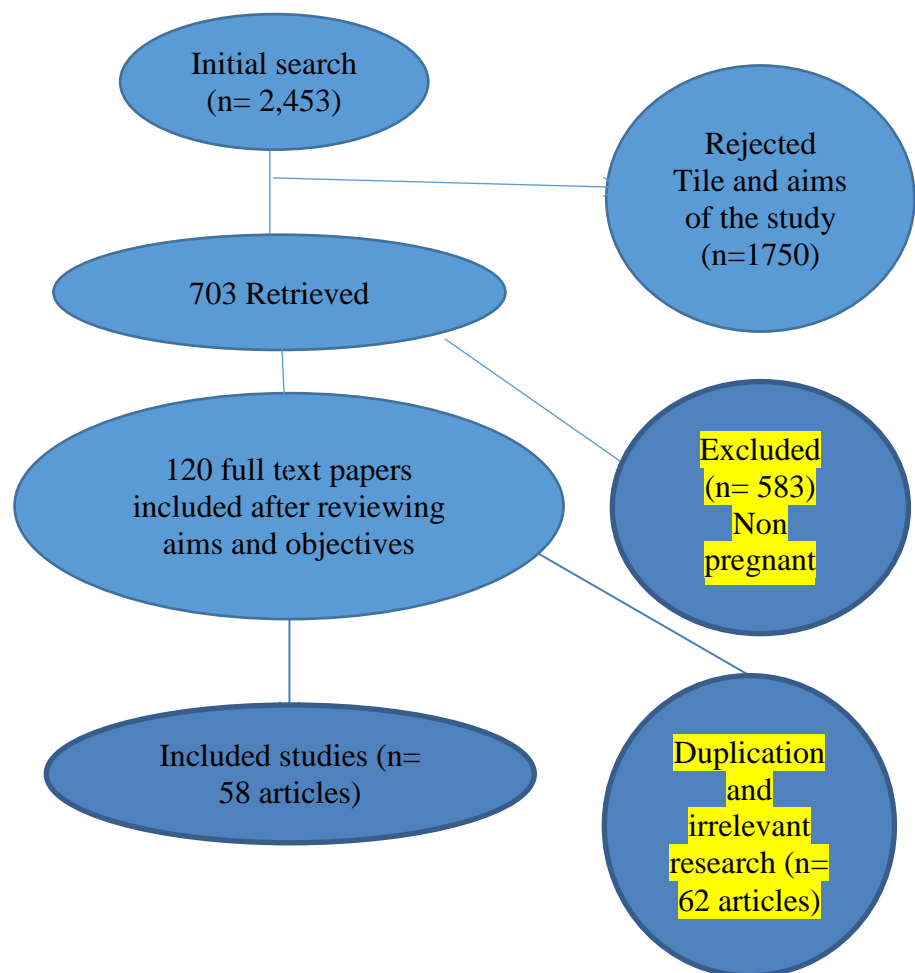 Initial search
(n= 2,453)
Rejected
Tile and aims
of the study
(n=1750)
703 Retrieved
120 full text papers
included after reviewing
aims and objectives
Excluded
(n= 583)
Non
pregnant
Included studies (n=
58 articles)
Duplication
and
irrelevant
research (n=
62 articles)